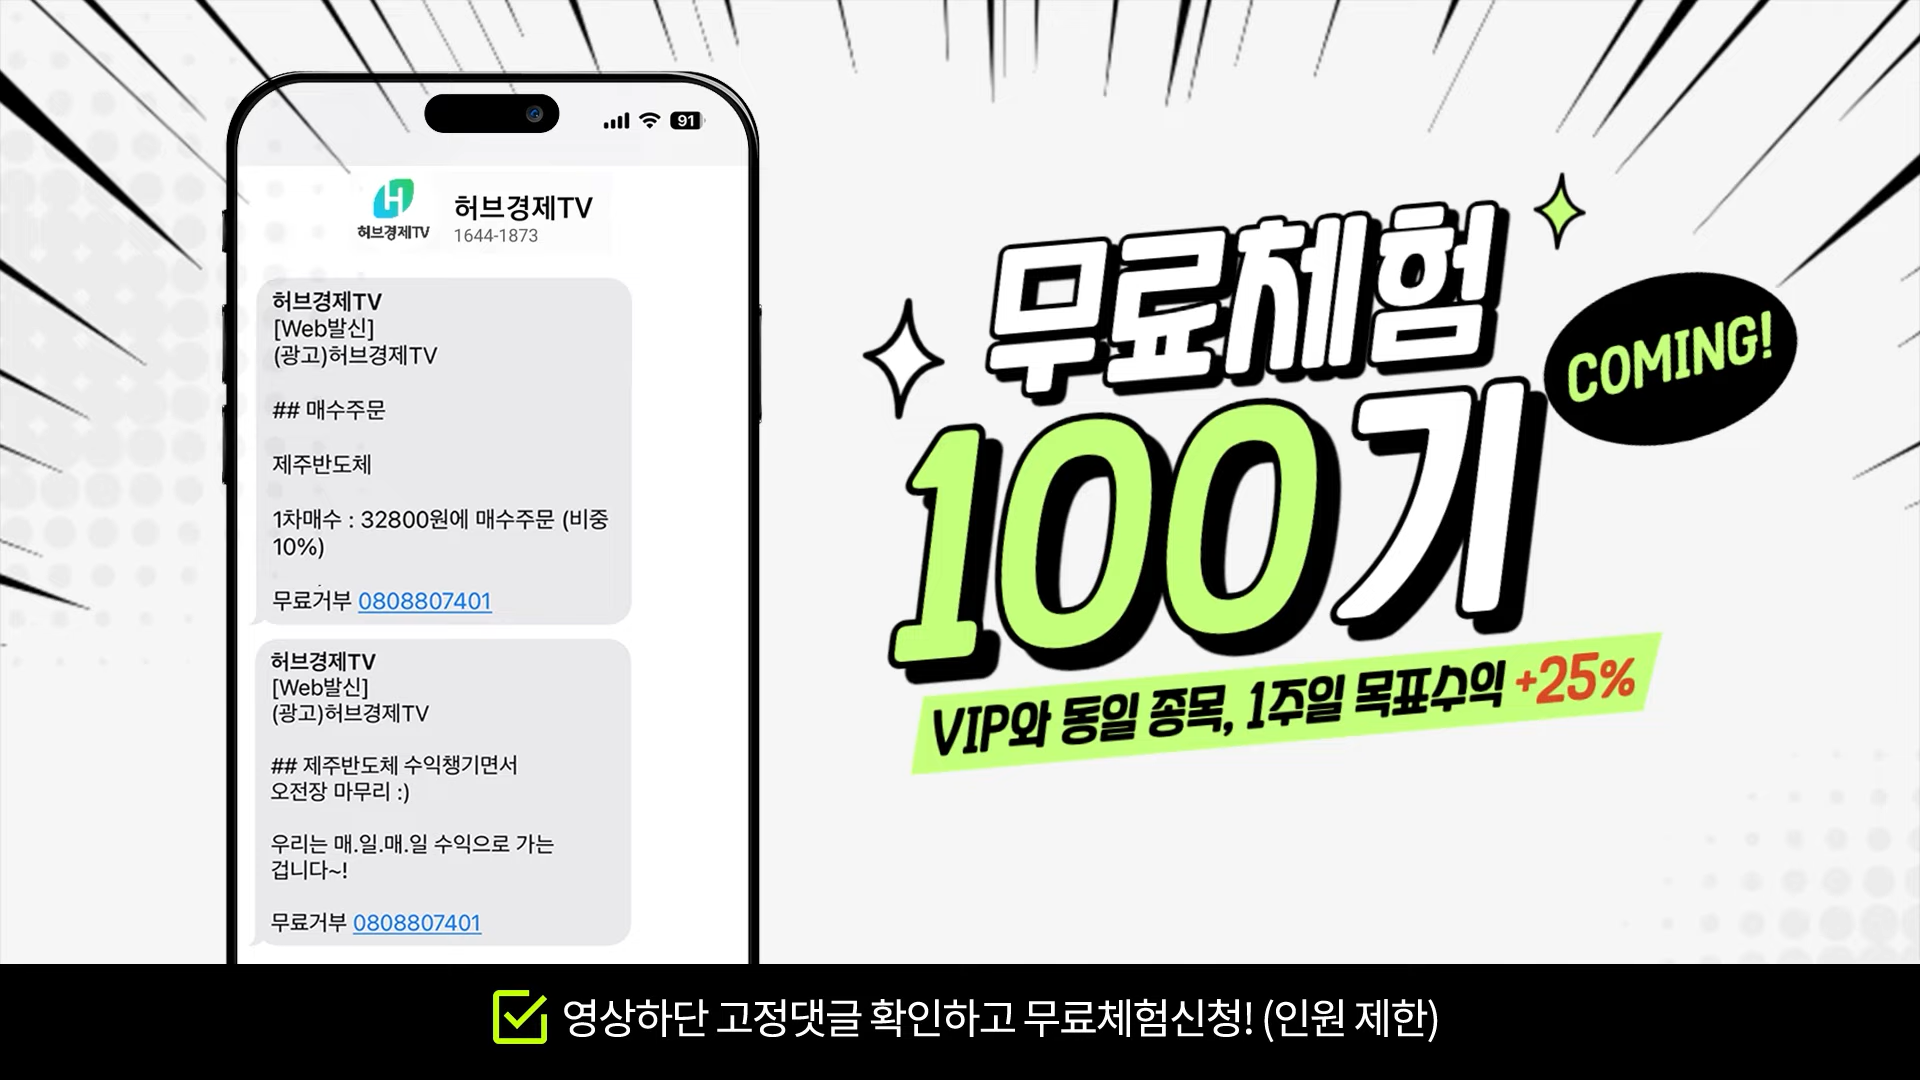 91
허브경제TV
허브경제TV
1644-1873
허브경제TV
[Web발신]
(광고)허브경제TV
## 매수주문
제주반도체
1차매수 : 32800원에 매수주문 (비중
10%)
무료거부 0808807401
허브경제TV
[Web발신]
(광고)허브경제TV
## 제주반도체 수익챙기면서
오전장 마무리 :)
우리는 매.일.매.일 수익으로 가는
겁니다~!
무료거부 0808807401
무료체험
100기
COMING!
VIP와 동일 종목, 1주일 목표수익 +25%
영상하단 고정댓글 확인하고 무료체험신청! (인원 제한)